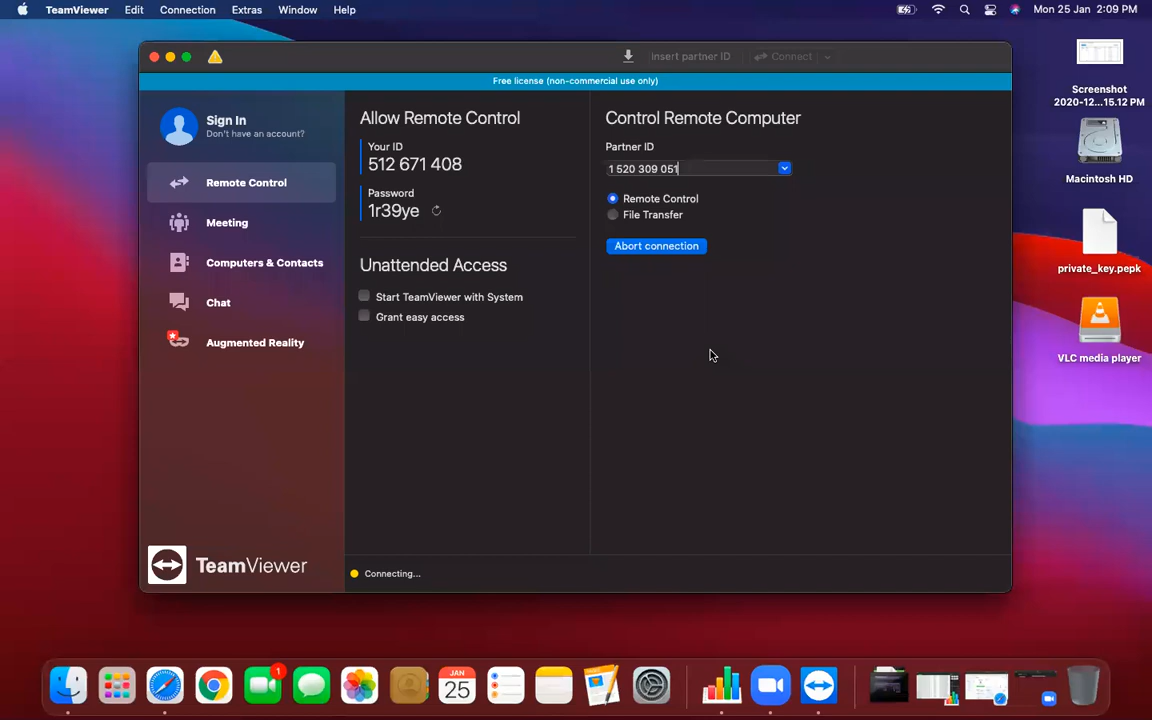 TeamViewer Edit Connection Extras Window Help Mon 25 Jan 2:09 PM
insert partner ID Connect
Free license (non-commercial use only)
Sign In
Don't have an account?
Remote Control
Meeting
Computers & Contacts
Chat
Augmented Reality
TeamViewer
Allow Remote Control
Your ID
512 671 408
Password
1r39ye
Unattended Access
Start TeamViewer with System
Grant easy access
Control Remote Computer
Partner ID
1 520 309 051
Remote Control
File Transfer
Abort connection
Connecting...
Screenshot
2020-12...15.12 PM
Macintosh HD
private_key.pepk
VLC media player
1
JAN
25